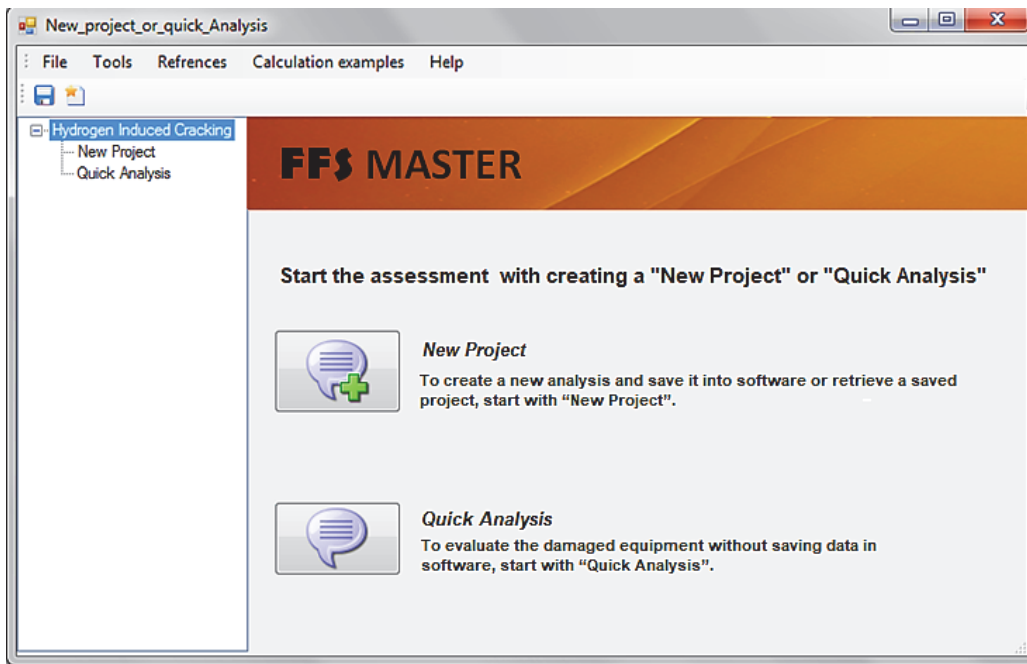 New_project_or_quick_Analysis
File Tools Refrences Calculation examples Help
Hydrogen Induced Cracking
New Project
Quick Analysis
FFS MASTER
Start the assessment with creating a "New Project" or "Quick Analysis"
New Project
To create a new analysis and save it into software or retrieve a saved
project, start with “New Project”.
Quick Analysis
To evaluate the damaged equipment without saving data in
software, start with “Quick Analysis”.